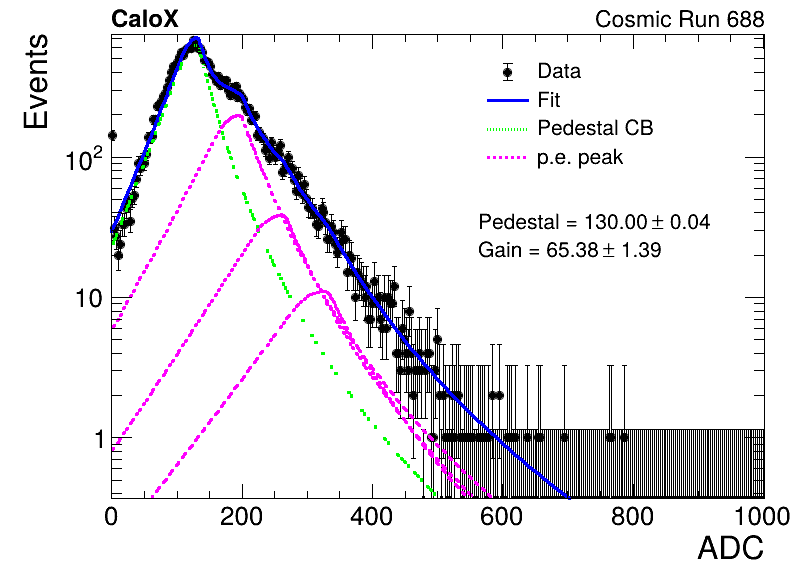 CaloX Cosmic Run 688
Events
Data
Fit
Pedestal CB
p.e. peak
Pedestal = 130.00 ± 0.04
Gain = 65.38 ± 1.39
10²
10
1
0 200 400 600 800 1000
ADC